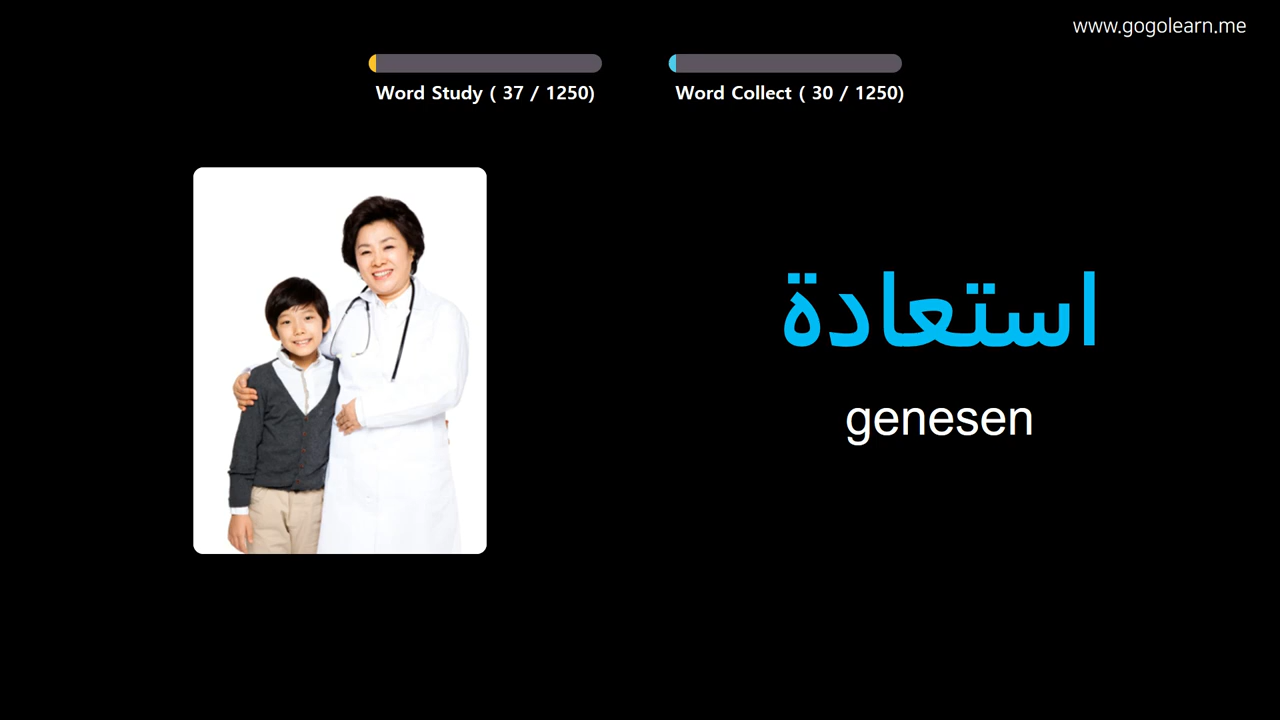 www.gogolearn.me
Word Study ( 37 / 1250)
Word Collect ( 30 / 1250)
استعادة
genesen